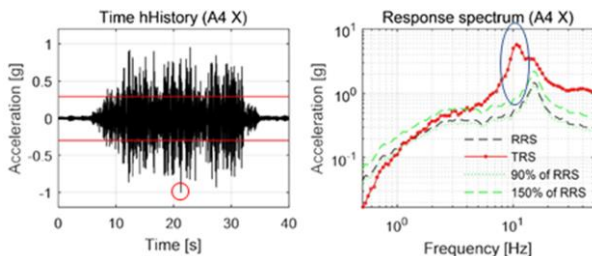 Time hHistory (A4 X)
Acceleration [g]
1
0.5
0
-0.5
-1
0
10
20
30
40
Time [s]
Response spectrum (A4 X)
Acceleration [g]
10^1
10^0
10^-1
RRS
TRS
90% of RRS
150% of RRS
10^0
10^1
Frequency [Hz]